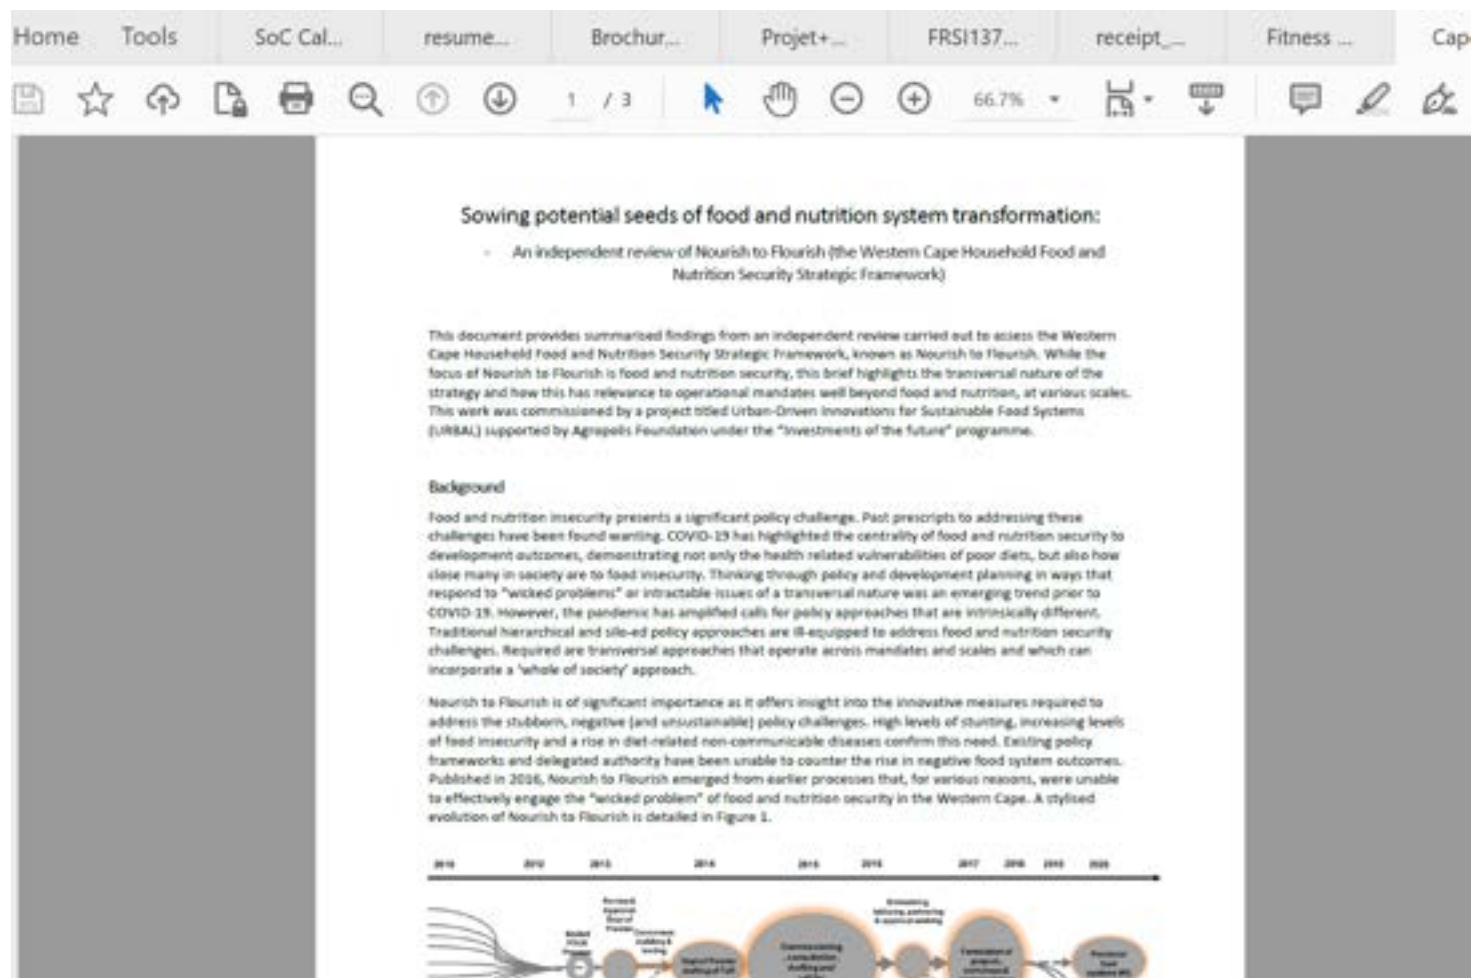 Home Tools SoC Cal... resume... Brochur... Projet+... FRSI137... receipt_... Fitness ... Cap
1 / 3 66.7%
Sowing potential seeds of food and nutrition system transformation:
- An independent review of Nourish to Flourish (the Western Cape Household Food and
Nutrition Security Strategic Framework)
This document provides summarised findings from an independent review carried out to assess the Western
Cape Household Food and Nutrition Security Strategic Framework, known as Nourish to Flourish. While the
focus of Nourish to Flourish is food and nutrition security, this brief highlights the transversal nature of the
strategy and how this has relevance to operational mandates well beyond food and nutrition, at various scales.
This work was commissioned by a project titled Urban-Driven Innovations for Sustainable Food Systems
(URBAL) supported by Agropolis Foundation under the "Investments of the future" programme.
Background
Food and nutrition insecurity presents a significant policy challenge. Past prescripts to addressing these
challenges have been found wanting. COVID-19 has highlighted the centrality of food and nutrition security to
development outcomes, demonstrating not only the health related vulnerabilities of poor diets, but also how
close many in society are to food insecurity. Thinking through policy and development planning in ways that
respond to "wicked problems" or intractable issues of a transversal nature was an emerging trend prior to
COVID-19. However, the pandemic has amplified calls for policy approaches that are intrinsically different.
Traditional hierarchical and silo-ed policy approaches are ill-equipped to address food and nutrition security
challenges. Required are transversal approaches that operate across mandates and scales and which can
incorporate a 'whole of society' approach.
Nourish to Flourish is of significant importance as it offers insight into the innovative measures required to
address the stubborn, negative (and unsustainable) policy challenges. High levels of stunting, increasing levels
of food insecurity and a rise in diet-related non-communicable diseases confirm this need. Existing policy
frameworks and delegated authority have been unable to counter the rise in negative food system outcomes.
Published in 2016, Nourish to Flourish emerged from earlier processes that, for various reasons, were unable
to effectively engage the "wicked problem" of food and nutrition security in the Western Cape. A stylised
evolution of Nourish to Flourish is detailed in Figure 1.
2010 2012 2013 2014 2015 2016 2017 2018 2019 2020